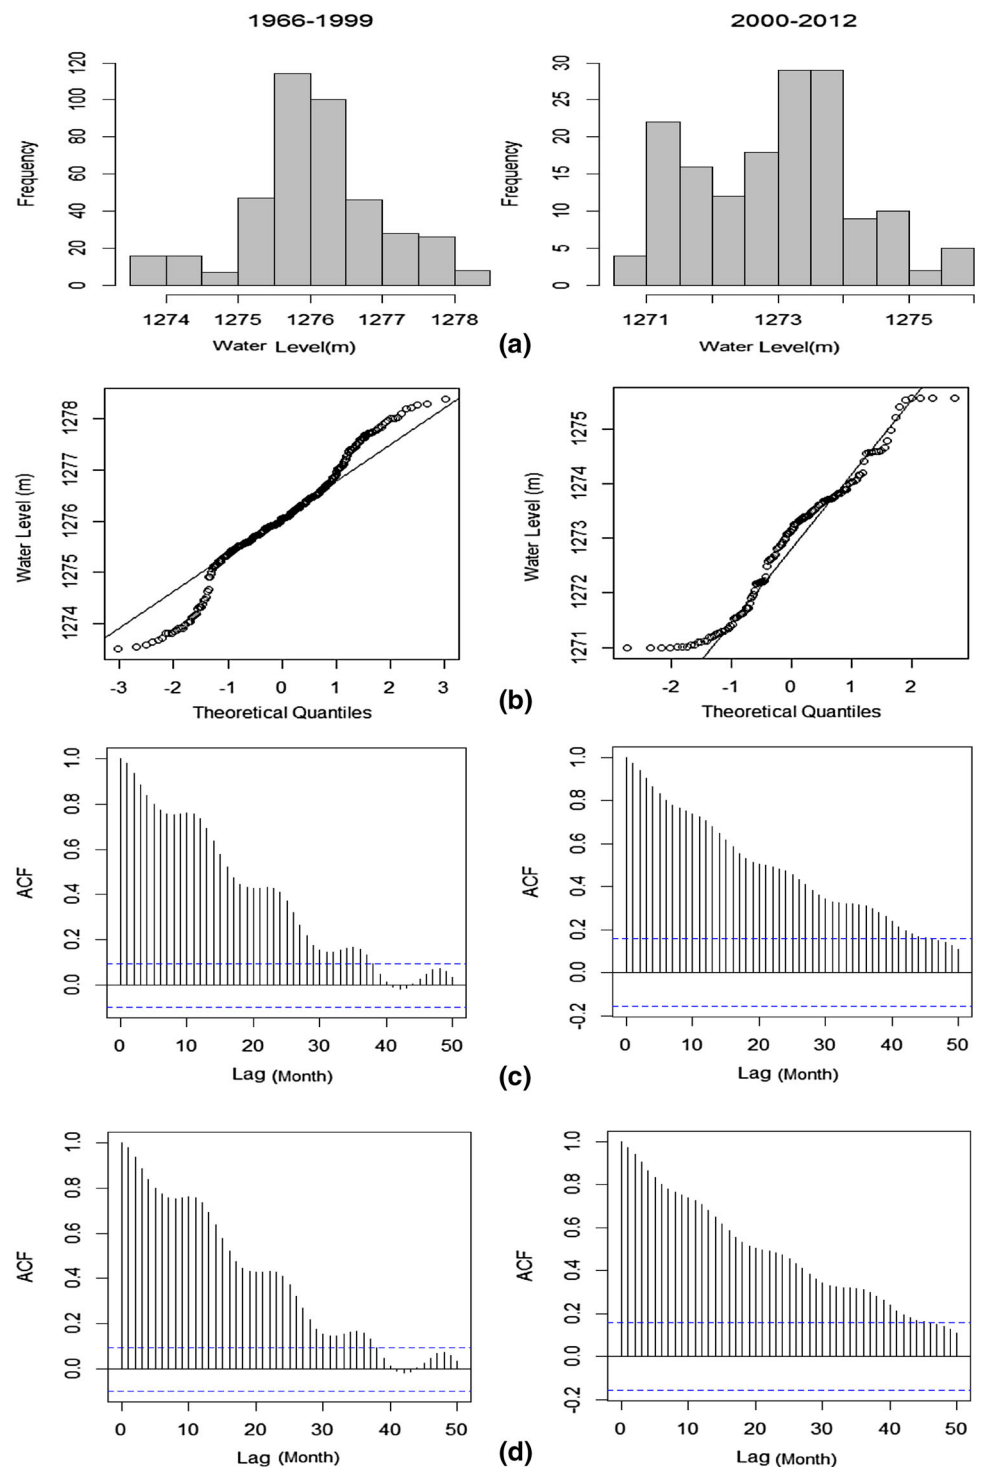 1966-1999
2000-2012
120
100
80
60
40
20
0
Frequency
1274 1275 1276 1277 1278
Water Level(m)
30
25
20
15
10
5
0
Frequency
1271 1273 1275
Water Level(m)
(a)
1278
1277
1276
1275
1274
Water Level (m)
-3 -2 -1 0 1 2 3
Theoretical Quantiles
1275
1274
1273
1272
1271
Water Level (m)
-2 -1 0 1 2
Theoretical Quantiles
(b)
1.0
0.8
0.6
0.4
0.2
0.0
ACF
0 10 20 30 40 50
Lag (Month)
1.0
0.8
0.6
0.4
0.2
0.0
-0.2
ACF
0 10 20 30 40 50
Lag (Month)
(c)
1.0
0.8
0.6
0.4
0.2
0.0
ACF
0 10 20 30 40 50
Lag (Month)
1.0
0.8
0.6
0.4
0.2
0.0
-0.2
ACF
0 10 20 30 40 50
Lag (Month)
(d)